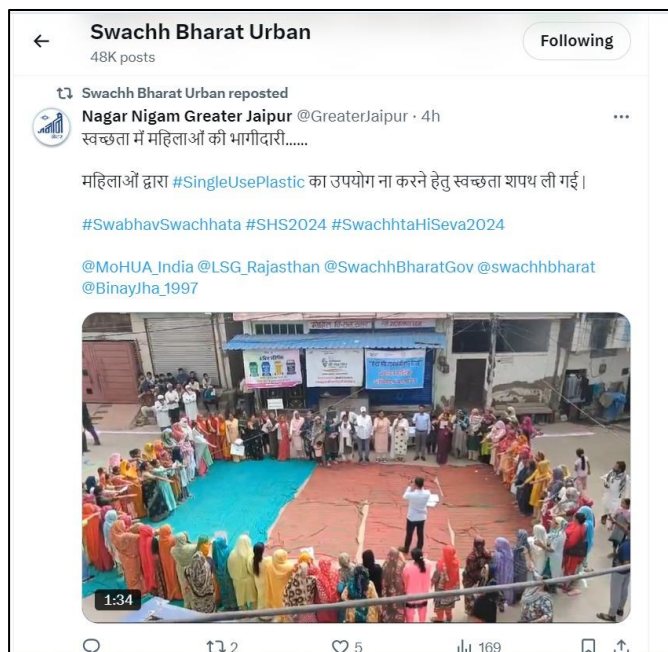 Swachh Bharat Urban
48K posts
Following
Swachh Bharat Urban reposted
Nagar Nigam Greater Jaipur @GreaterJaipur · 4h
स्वच्छता में महिलाओं की भागीदारी......
महिलाओं द्वारा #SingleUsePlastic का उपयोग ना करने हेतु स्वच्छता शपथ ली गई |
#SwabhavSwachhata #SHS2024 #SwachhtaHiSeva2024
@MoHUA_India @LSG_Rajasthan @SwachhBharatGov @swachhbharat
@BinayJha_1997
1:34
2
5
169